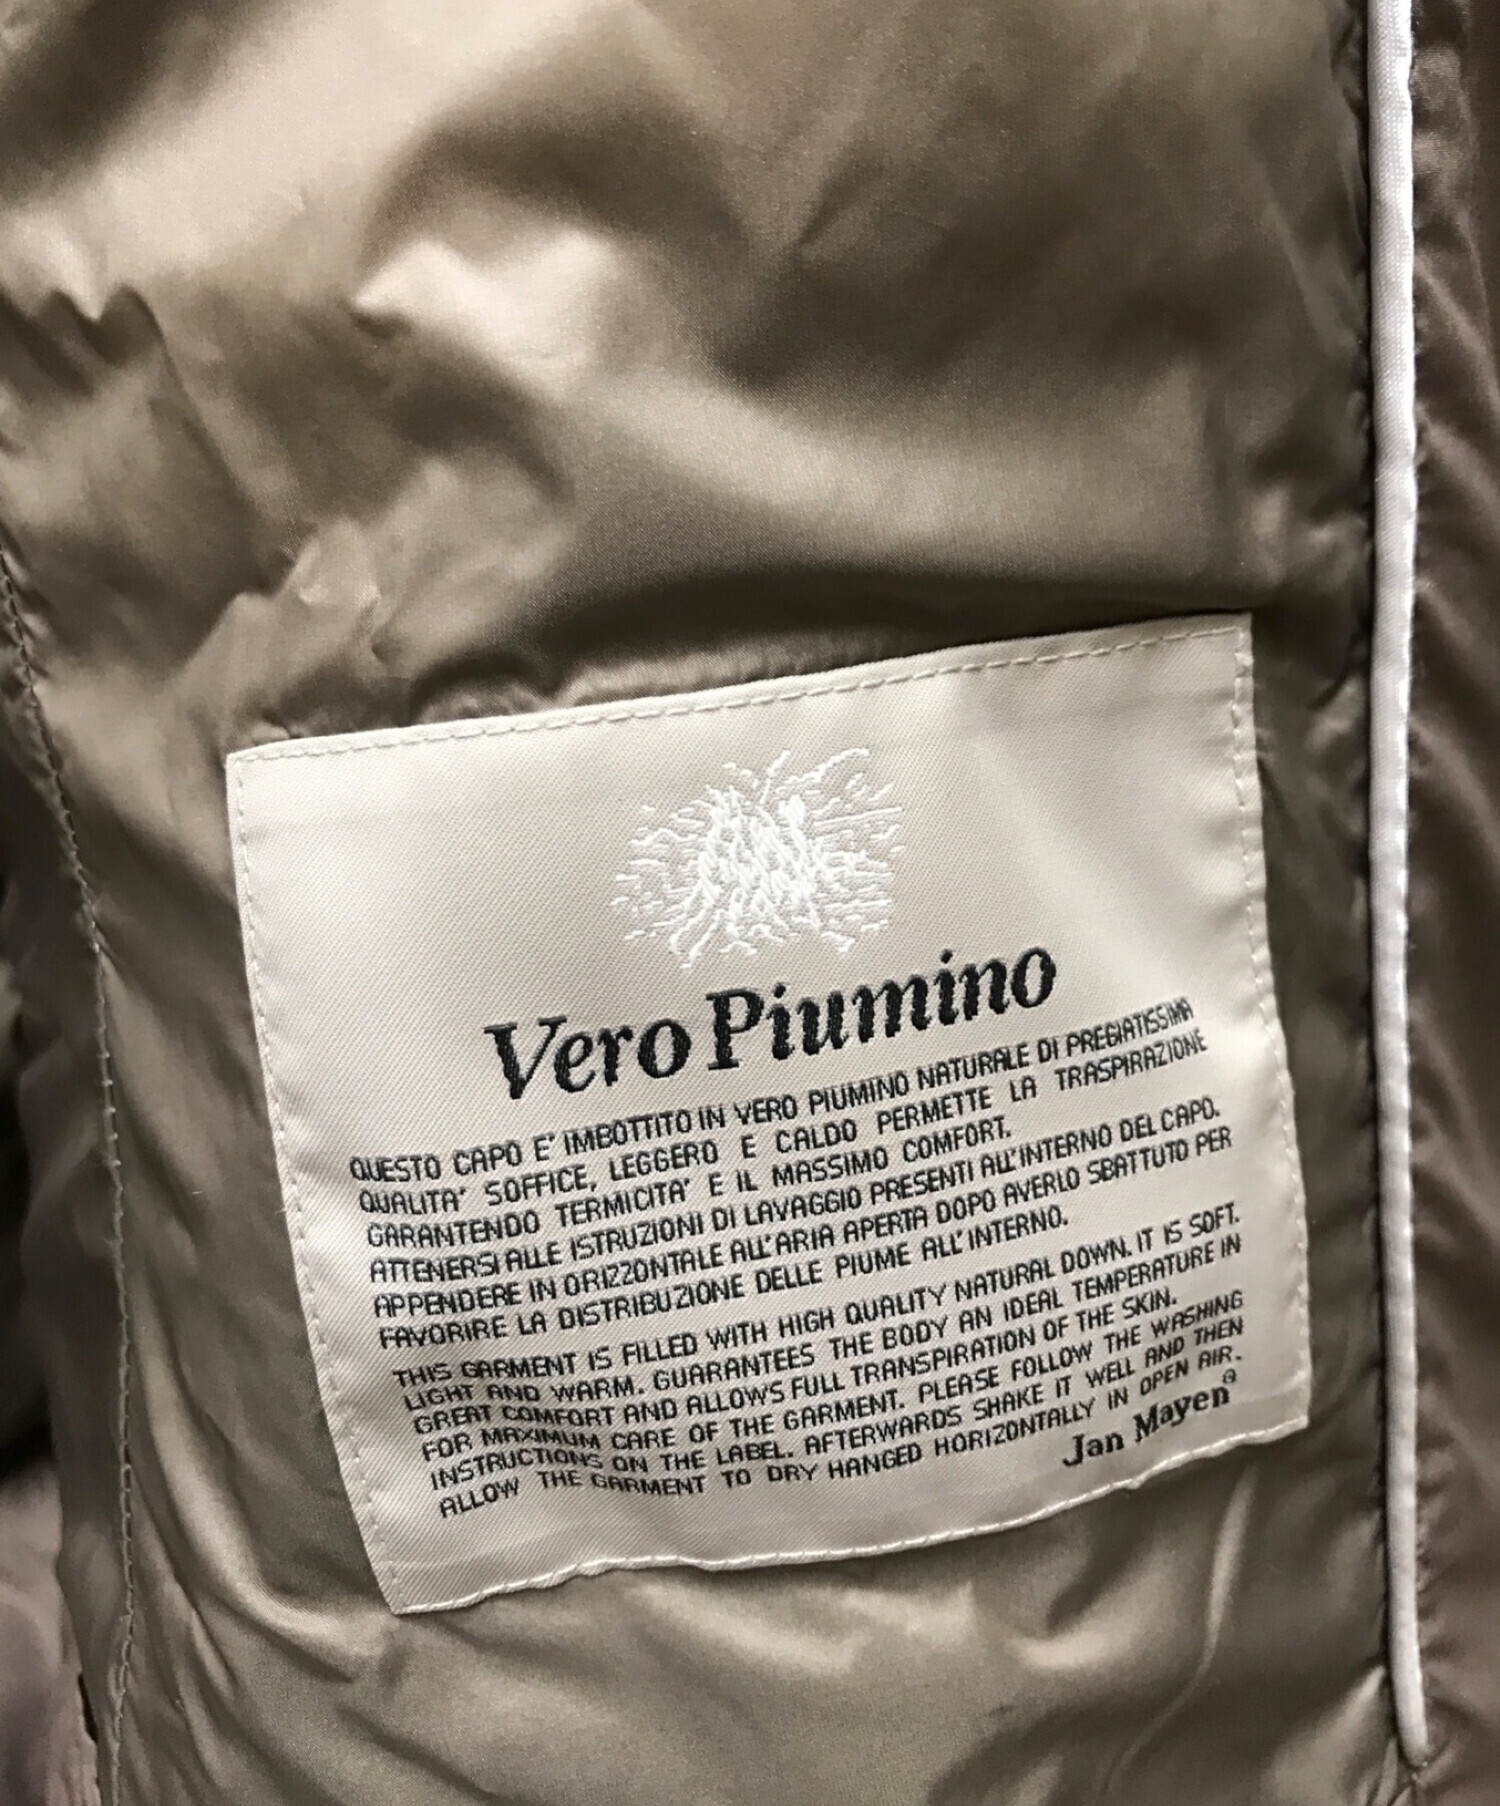 Vero Piumino
QUESTO CAPO E' IMBOTTITO IN VERO PIUMINO NATURALE DI PREGIATISSIMA
QUALITA' SOFFICE, LEGGERO E CALDO PERMETTE LA TRASPIRAZIONE
GARANTENDO TERMICITA' E IL MASSIMO COMFORT.
ATTENERSI ALLE ISTRUZIONI DI LAVAGGIO PRESENTI ALL'INTERNO DEL CAPO.
APPENDERE IN ORIZZONTALE ALL'ARIA APERTA DOPO AVERLO SBATTUTO PER
FAVORIRE LA DISTRIBUZIONE DELLE PIUME ALL'INTERNO.
THIS GARMENT IS FILLED WITH HIGH QUALITY NATURAL DOWN. IT IS SOFT.
LIGHT AND WARM. GUARANTEES THE BODY AN IDEAL TEMPERATURE IN
GREAT COMFORT AND ALLOWS FULL TRANSPIRATION OF THE SKIN.
FOR MAXIMUM CARE OF THE GARMENT. PLEASE FOLLOW THE WASHING
INSTRUCTIONS ON THE LABEL. AFTERWARDS SHAKE IT WELL AND THEN
ALLOW THE GARMENT TO DRY HANGED HORIZONTALLY IN OPEN AIR.
Jan Mayen®